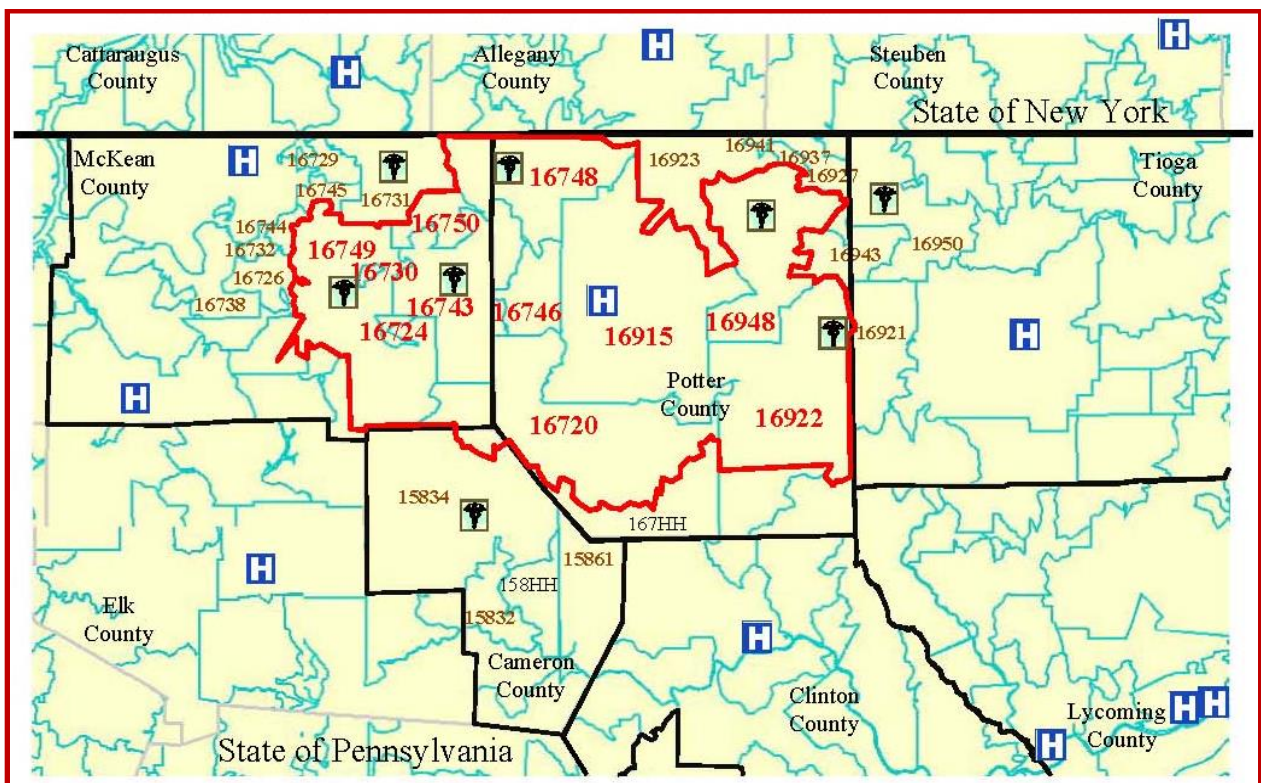 Cattaraugus
County
H
Allegany
County
H
Steuben
County
H
State of New York
McKean
County
H
16729
16745
16731
16744
16732
16726
16738
16749
16750
16730
16743
16724
16748
16746
16915
H
16923
16941
16937
16927
16948
16943
16950
16921
Tioga
County
H
H
Potter
County
16720
16922
15834
167HH
H
Elk
County
158HH
15861
15832
Cameron
County
H
Clinton
County
Lycoming
County
H
H
H
State of Pennsylvania